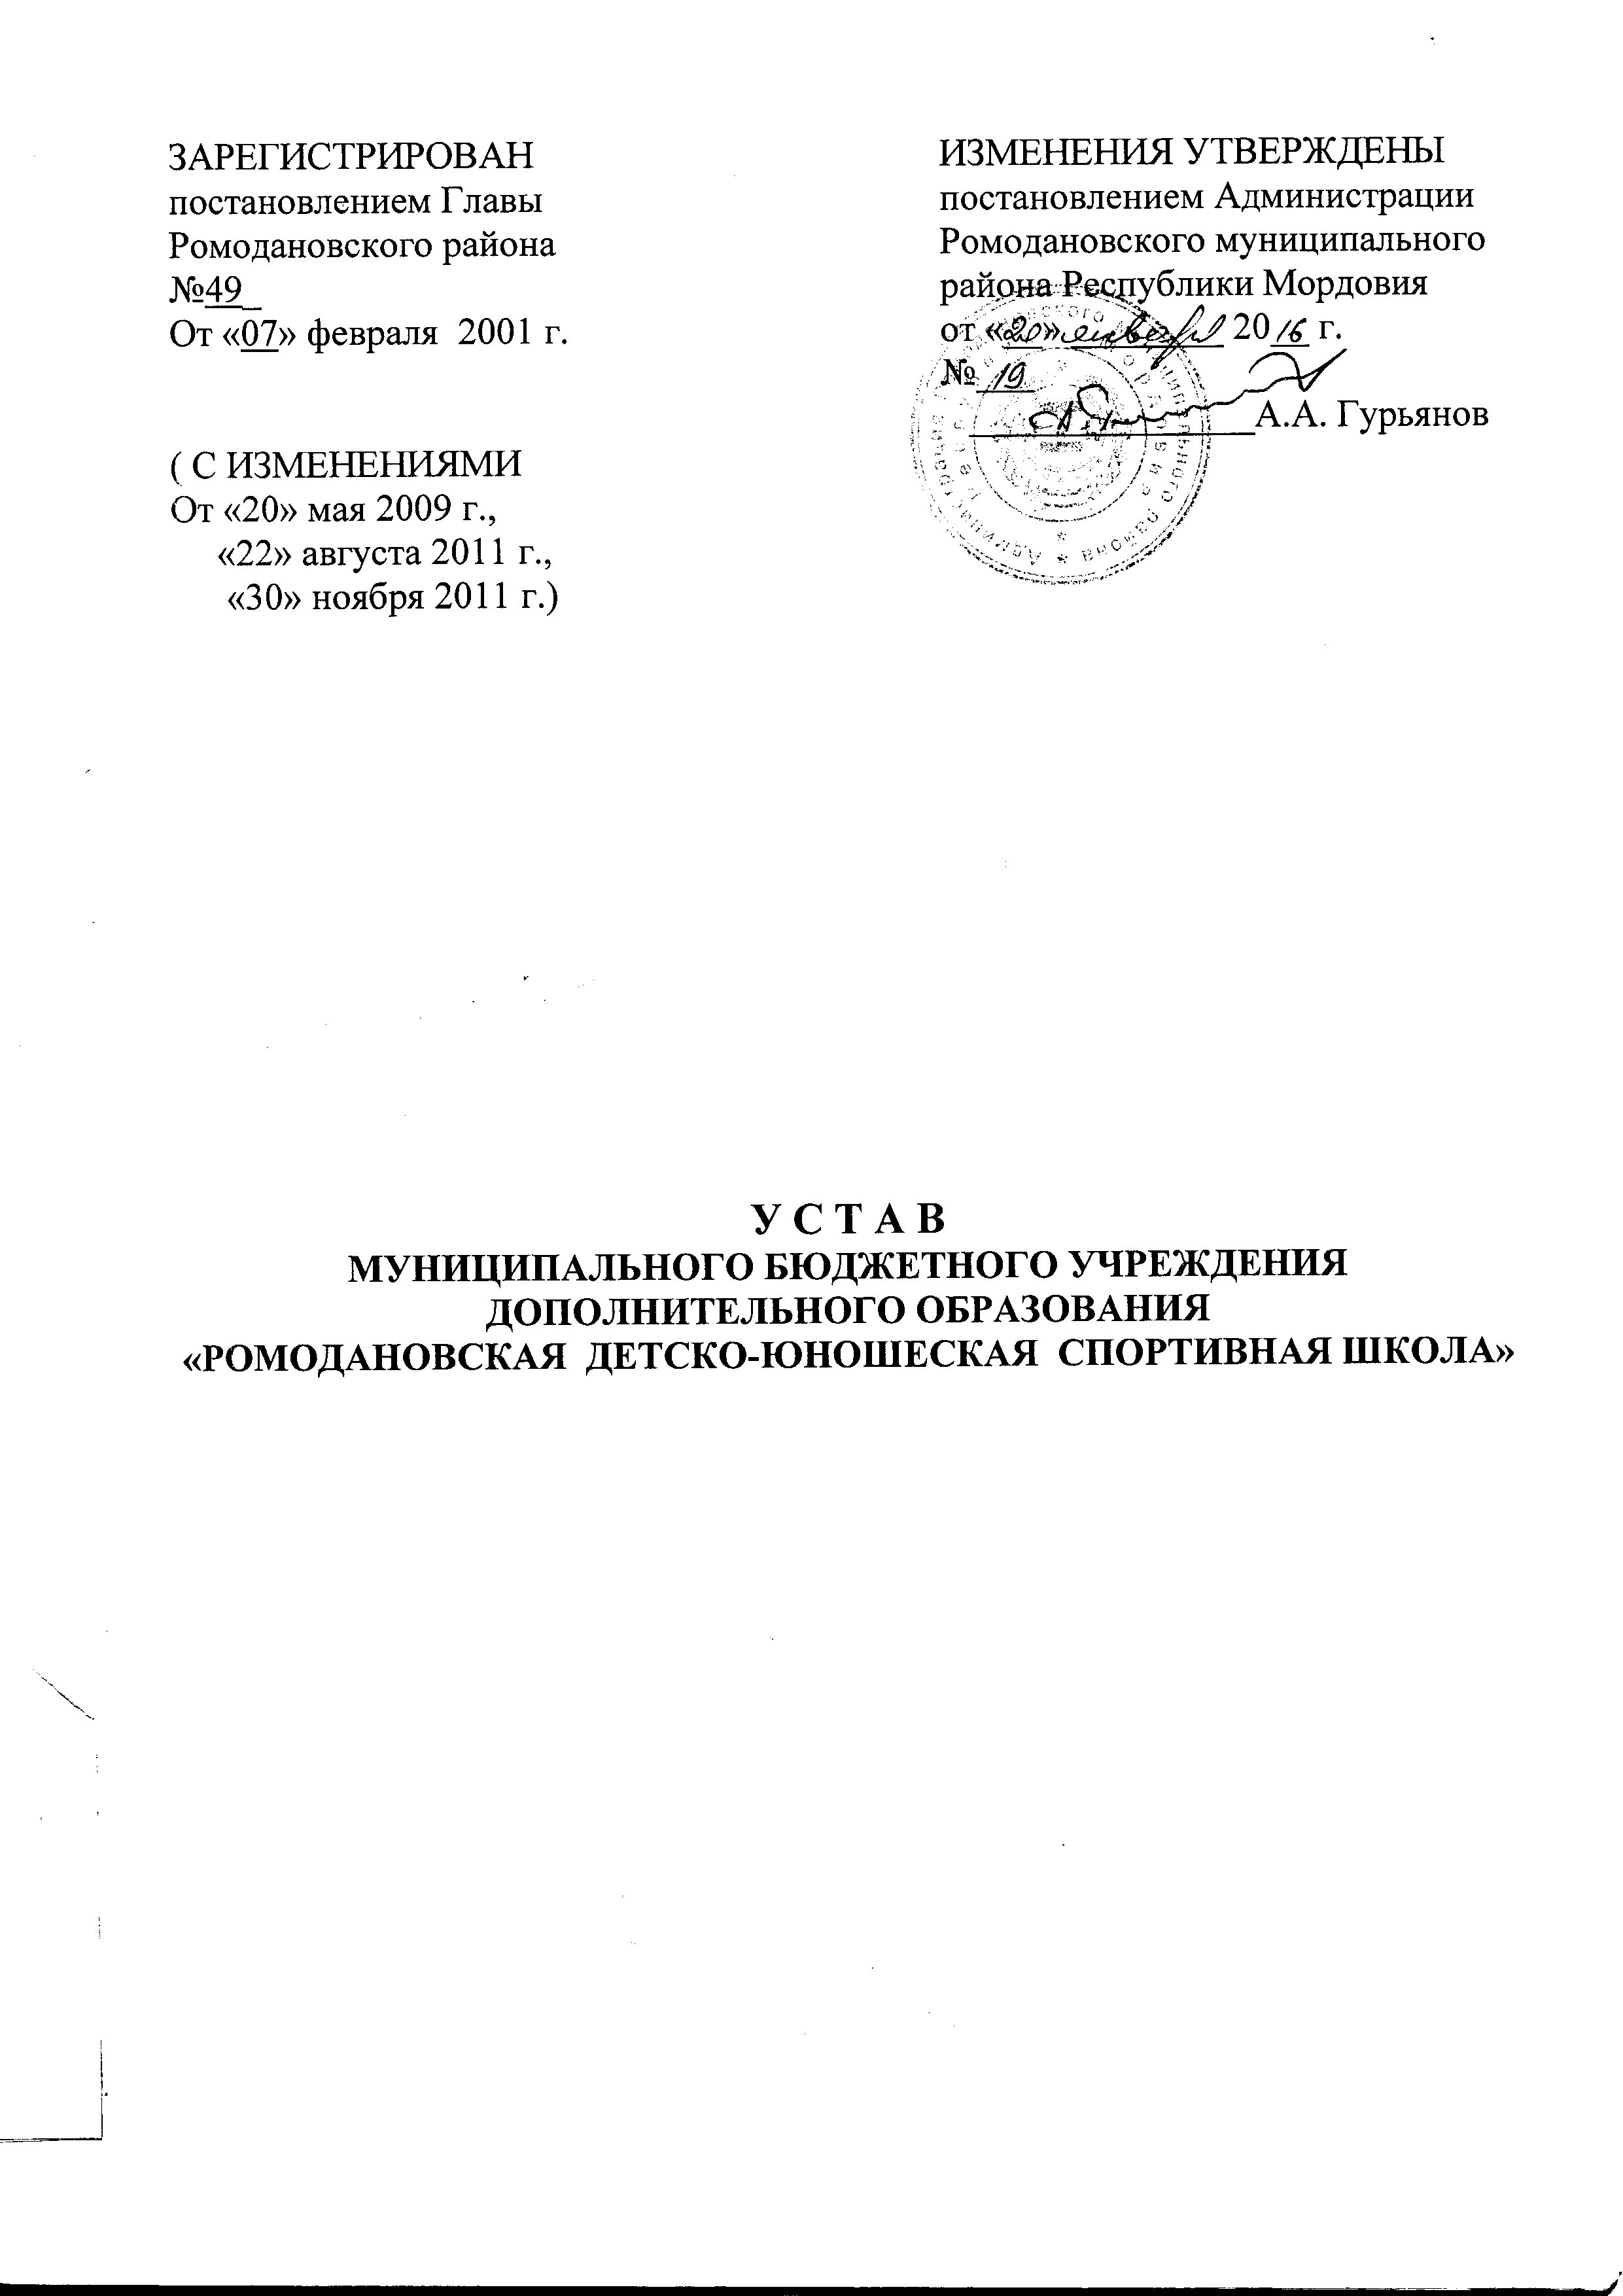 ЗАРЕГИСТРИРОВАН
постановлением Главы
Ромодановского района
№49_
От «07» февраля 2001 г.
( С ИЗМЕНЕНИЯМИ
От «20» мая 2009 г.,
«22» августа 2011 г.,
«30» ноября 2011 г.)
ИЗМЕНЕНИЯ УТВЕРЖДЕНЫ
постановлением Администрации
Ромодановского муниципального
района Республики Мордовия
от «20» января 2016 г.
№ 19
А.А. Гурьянов
У С Т А В
МУНИЦИПАЛЬНОГО БЮДЖЕТНОГО УЧРЕЖДЕНИЯ
ДОПОЛНИТЕЛЬНОГО ОБРАЗОВАНИЯ
«РОМОДАНОВСКАЯ ДЕТСКО-ЮНОШЕСКАЯ СПОРТИВНАЯ ШКОЛА»